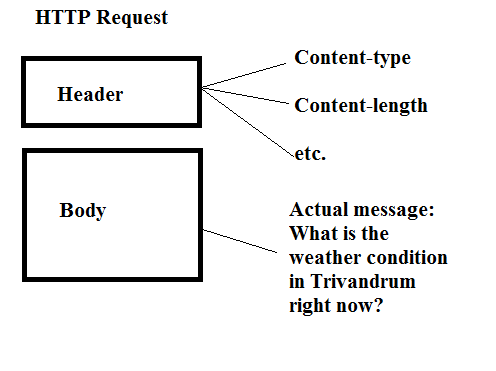 HTTP Request
Header
Content-type
Content-length
etc.
Body
Actual message:
What is the
weather condition
in Trivandrum
right now?